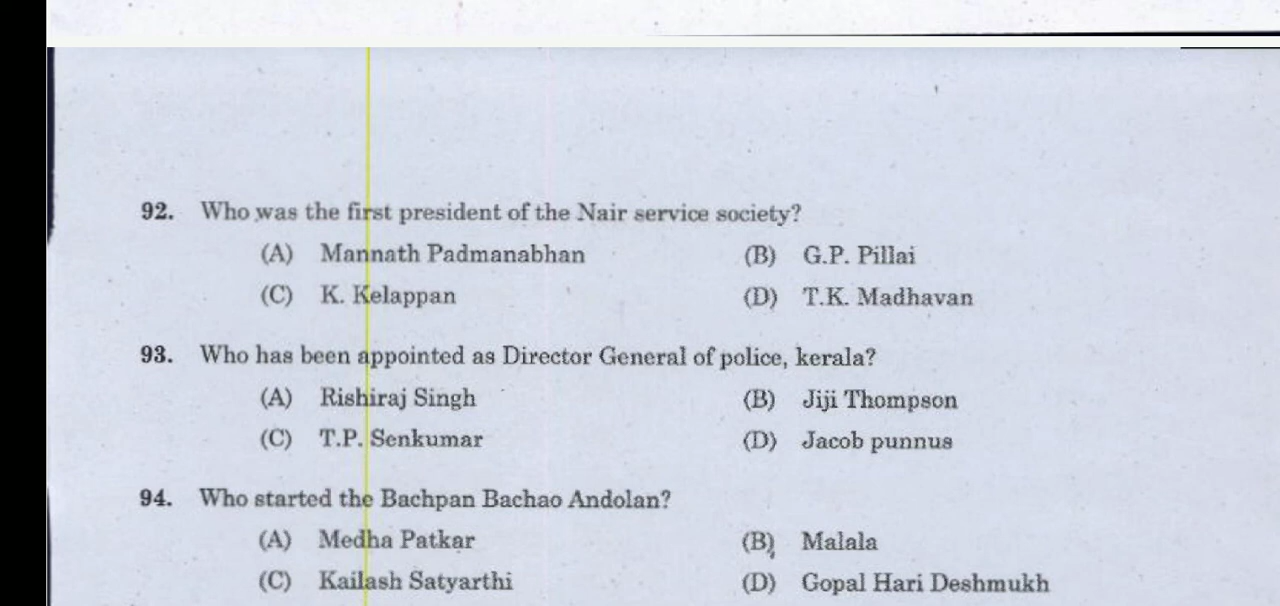 92. Who was the first president of the Nair service society?
(A) Mannath Padmanabhan (B) G.P. Pillai
(C) K. Kelappan (D) T.K. Madhavan
93. Who has been appointed as Director General of police, kerala?
(A) Rishiraj Singh (B) Jiji Thompson
(C) T.P. Senkumar (D) Jacob punnus
94. Who started the Bachpan Bachao Andolan?
(A) Medha Patkar (B) Malala
(C) Kailash Satyarthi (D) Gopal Hari Deshmukh